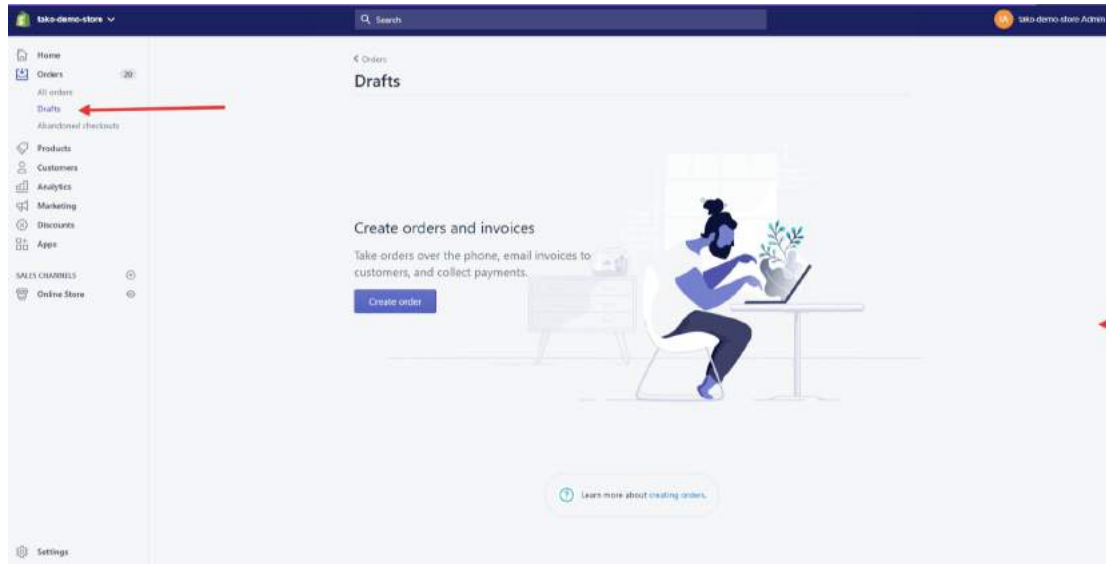 tako-demo-store
Search
tako-demo-store Admin
Home
Orders 20
All orders
Drafts
Abandoned checkouts
Products
Customers
Analytics
Marketing
Discounts
Apps
SALES CHANNELS
Online Store
Settings
Orders
Drafts
Create orders and invoices
Take orders over the phone, email invoices to
customers, and collect payments.
Create order
Learn more about creating orders.